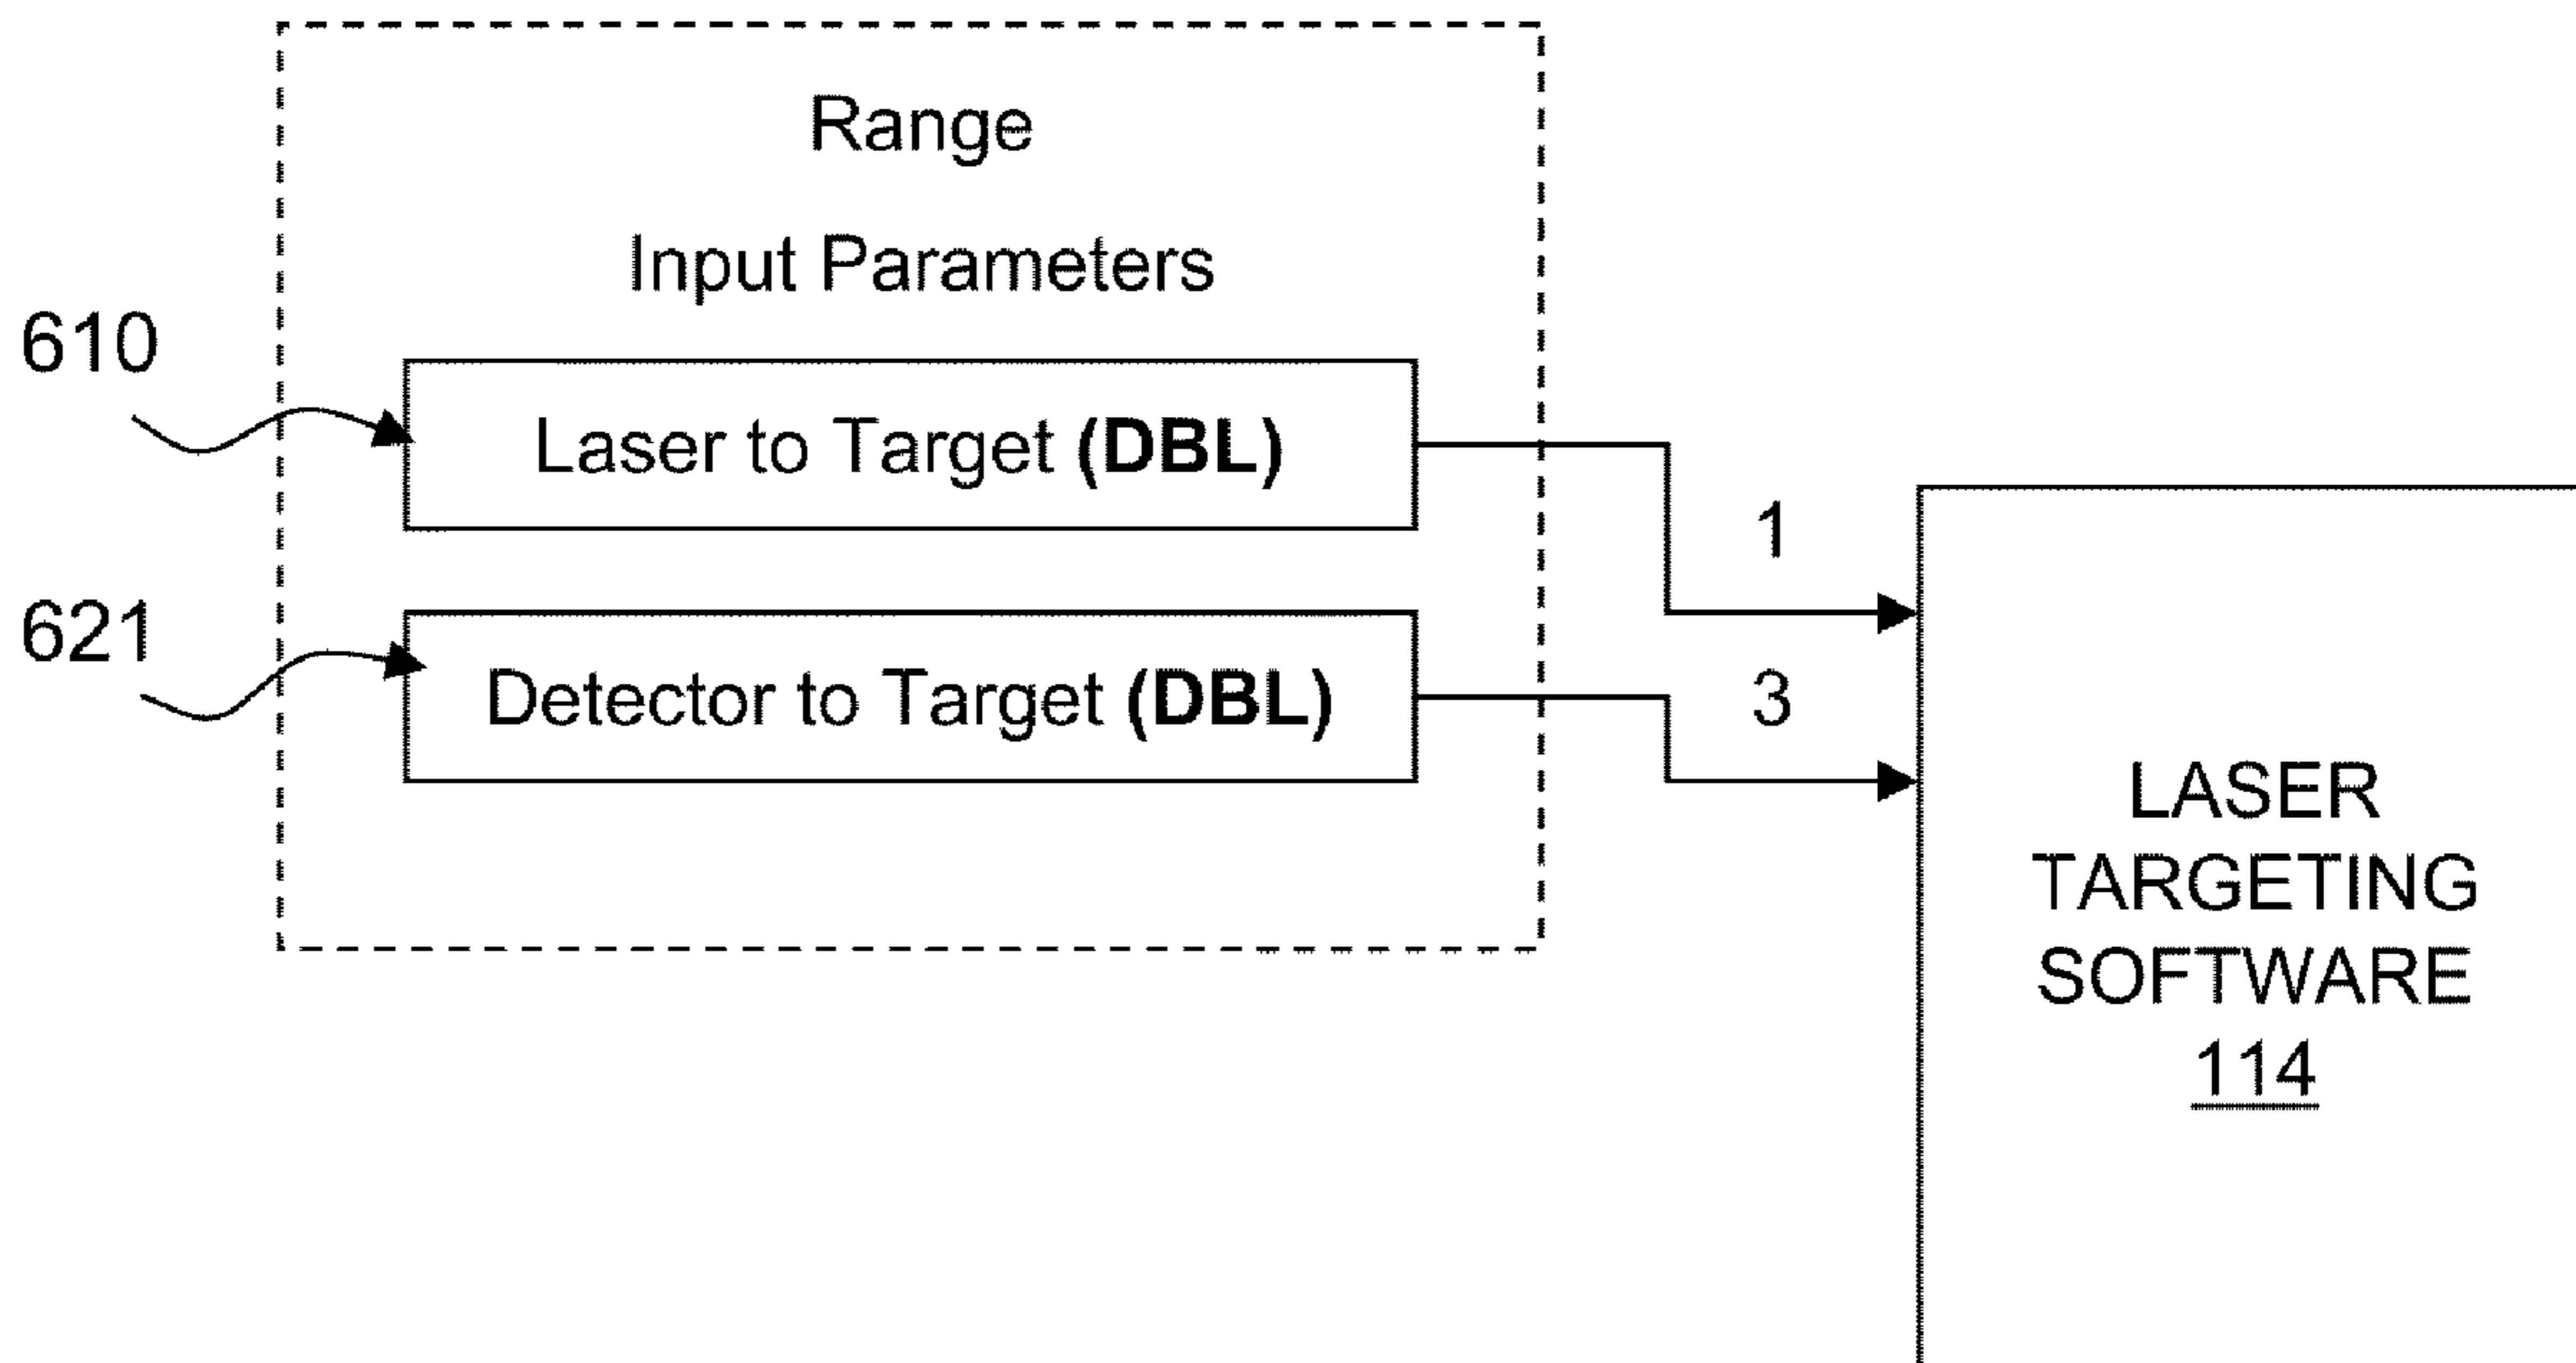 Range
Input Parameters
610
Laser to Target (DBL)
1
621
Detector to Target (DBL)
3
LASER
TARGETING
SOFTWARE
114